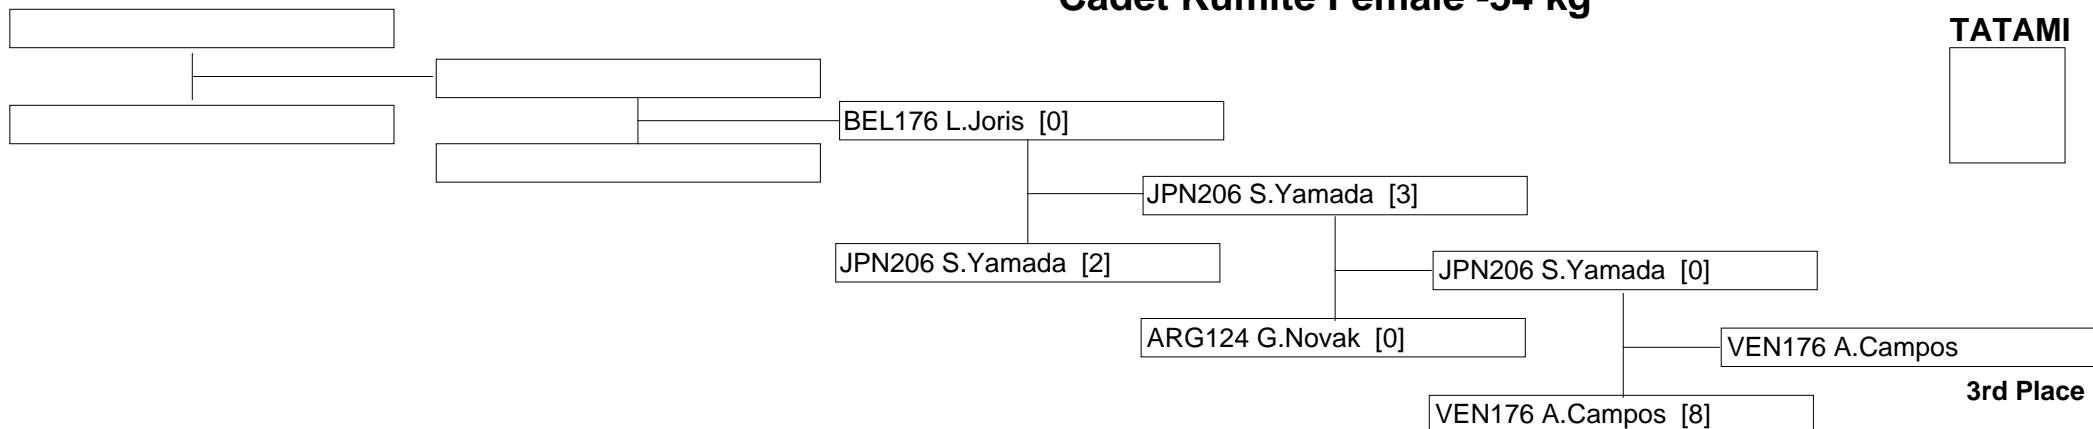 Cadet Kumite Female -54 kg
TATAMI
BEL176 L.Joris [0]
JPN206 S.Yamada [3]
JPN206 S.Yamada [2]
JPN206 S.Yamada [0]
ARG124 G.Novak [0]
VEN176 A.Campos
3rd Place
VEN176 A.Campos [8]